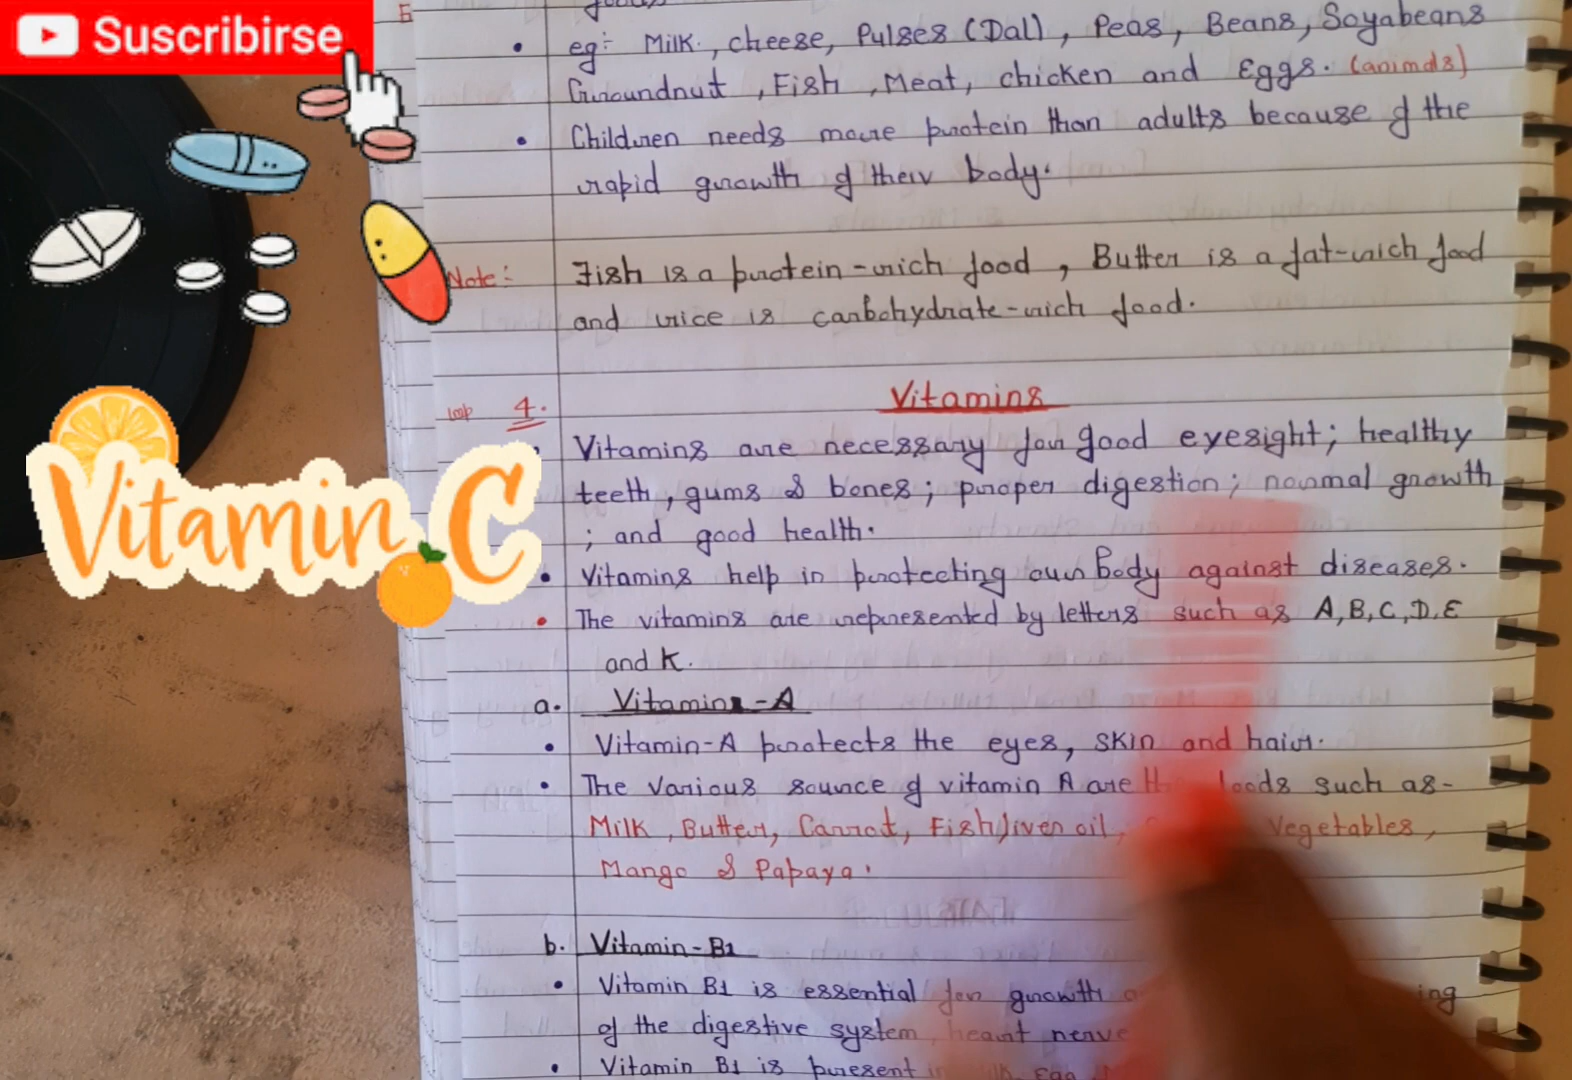 Suscribirse
foods
eg:- Milk, cheese, Pulses (Dal), Peas, Beans, Soyabeans
Groundnut, Fish, Meat, chicken and Eggs. (animals)
Children needs more protein than adults because of the
rapid growth of their body.
Note:- Fish is a protein-rich food, Butter is a fat-rich food
and rice is carbohydrate-rich food.
Imp 4. Vitamins
Vitamins are necessary for good eyesight; healthy
teeth, gums & bones; proper digestion; normal growth
; and good health.
Vitamin C
Vitamins help in protecting our Body against diseases.
The vitamins are represented by letters such as A, B, C, D, E
and K.
a. Vitamin-A
Vitamin-A protects the eyes, skin and hair.
The various source of vitamin A are foods such as-
Milk, Butter, Carrot, Fish liver oil, Vegetables,
Mango & Papaya.
b. Vitamin-B1
Vitamin B1 is essential for growth
of the digestive system, heart nerve
Vitamin B1 is present in Egg